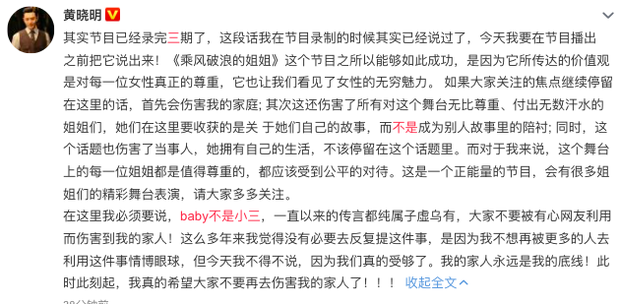 黄晓明
其实节目已经录完三期了，这段话我在节目录制的时候其实已经说过了，今天我要在节目播出
之前把它说出来！《乘风破浪的姐姐》这个节目之所以能够如此成功，是因为它所传达的价值观
是对每一位女性真正的尊重，它也让我们看见了女性的无穷魅力。 如果大家关注的焦点继续停留
在这里的话，首先会伤害我的家庭; 其次这还伤害了所有对这个舞台无比尊重、付出无数汗水的
姐姐们，她们在这里要收获的是关 于她们自己的故事，而不是成为别人故事里的陪衬; 同时，这
个话题也伤害了当事人，她拥有自己的生活，不该停留在这个话题里。而对于我来说，这个舞台
上的每一位姐姐都是值得尊重的，都应该受到公平的对待。这是一个正能量的节目，会有很多姐
姐们的精彩舞台表演，请大家多多关注。
在这里我必须要说，baby不是小三，一直以来的传言都纯属子虚乌有，大家不要被有心网友利用
而伤害到我的家人！这么多年来我觉得没有必要去反复提这件事，是因为我不想再被更多的人去
利用这件事情博眼球，但今天我不得不说，因为我们真的受够了。我的家人永远是我的底线！此
时此刻起，我真的希望大家不要再去伤害我的家人了！！！ 收起全文